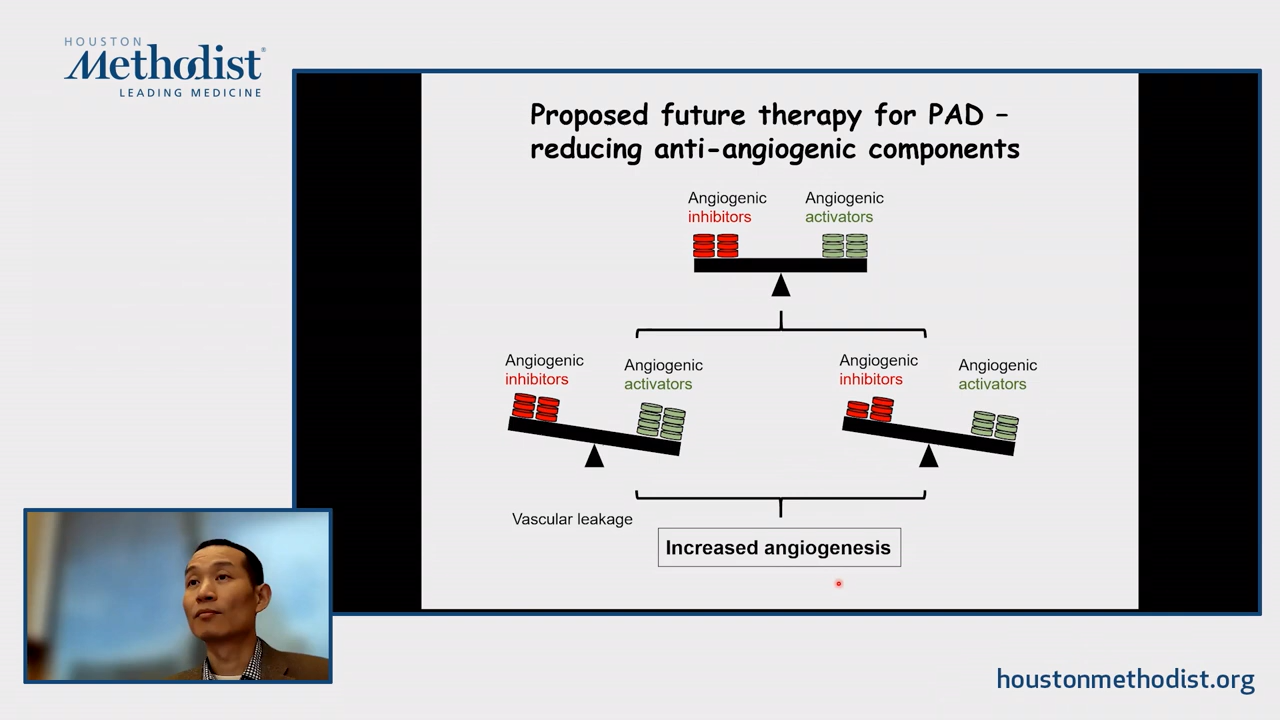 HOUSTON
Methodist®
LEADING MEDICINE
Proposed future therapy for PAD –
reducing anti-angiogenic components
Angiogenic
inhibitors
Angiogenic
activators
Angiogenic
inhibitors
Angiogenic
activators
Angiogenic
inhibitors
Angiogenic
activators
Vascular leakage
Increased angiogenesis
houstonmethodist.org